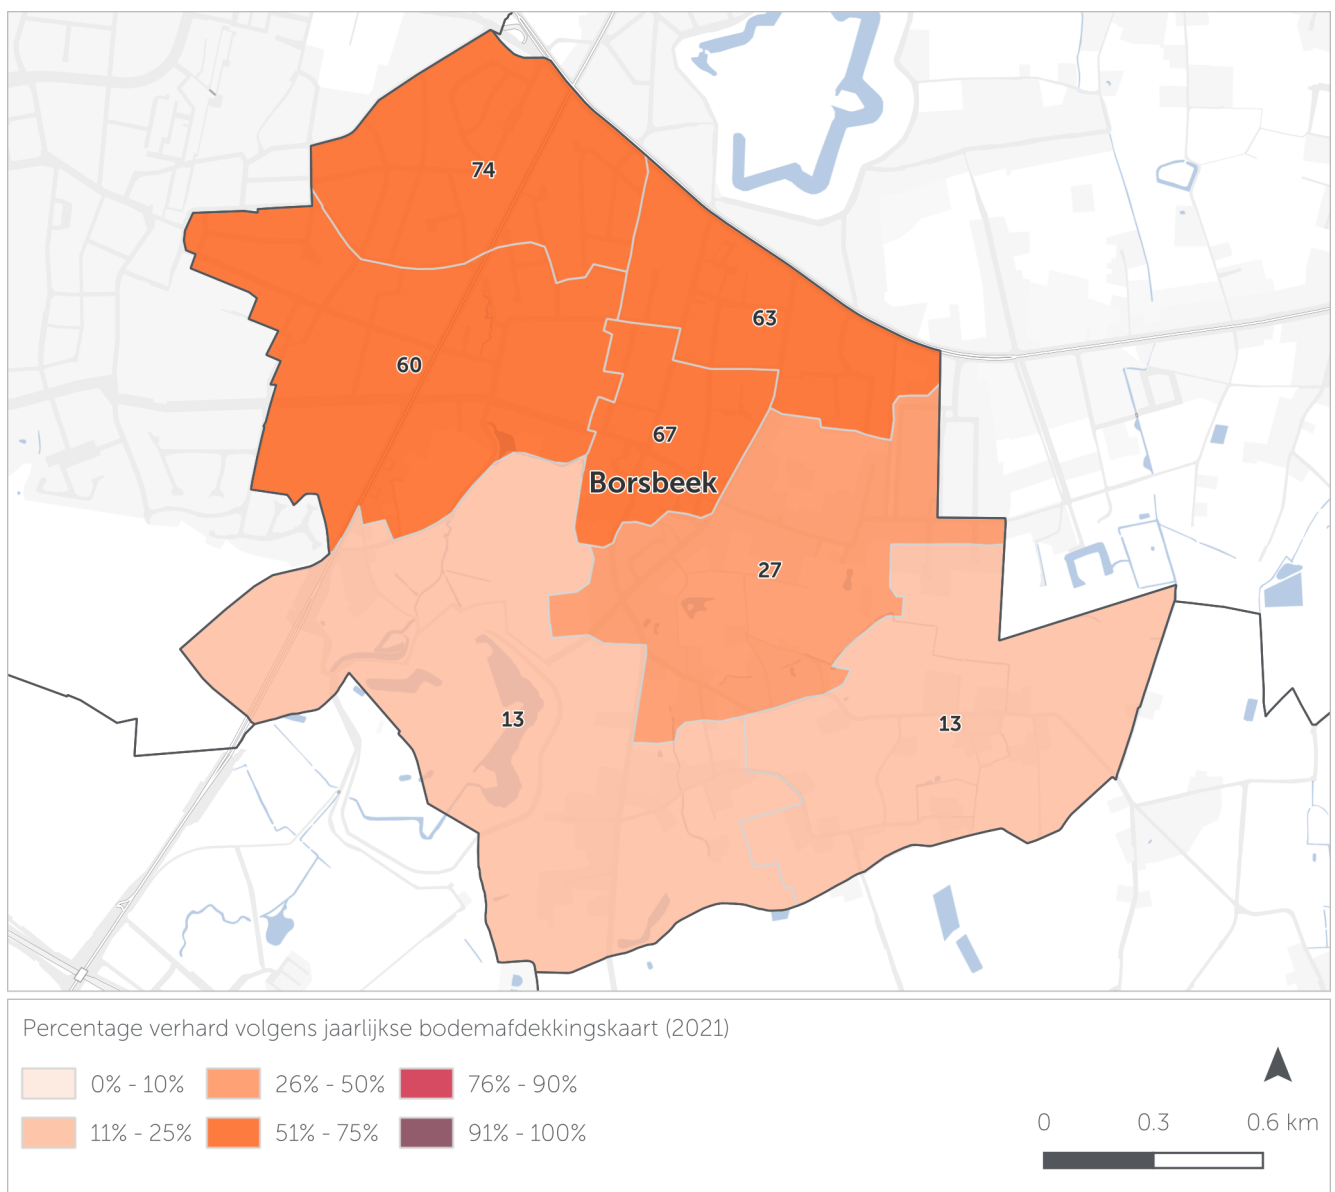 74
63
60
67
Borsbeek
27
13
13
Percentage verhard volgens jaarlijkse bodemafdekkingskaart (2021)
0% - 10%
26% - 50%
76% - 90%
11% - 25%
51% - 75%
91% - 100%
0 0.3 0.6 km